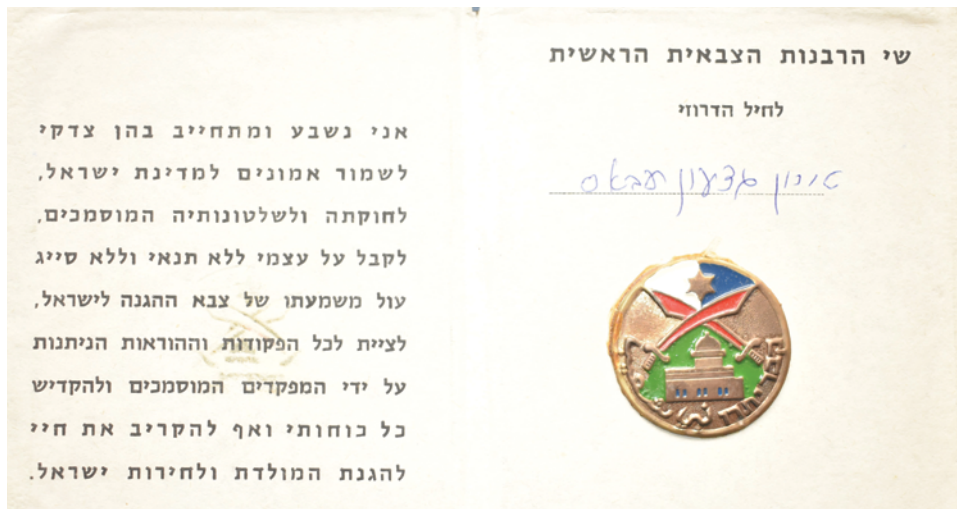 שי הרבנות הצבאית הראשית
לחיל הדרוזי
עבאס
אני נשבע ומתחייב בהן צדקי
לשמור אמונים למדינת ישראל,
לחוקתה ולשלטונותיה המוסמכים,
לקבל על עצמי ללא תנאי וללא סייג
עול משמעתו של צבא ההגנה לישראל,
לציית לכל הפקודות וההוראות הניתנות
על ידי המפקדים המוסמכים ולהקדיש
כל כוחותי ואף להקריב את חיי
להגנת המולדת ולחירות ישראל.